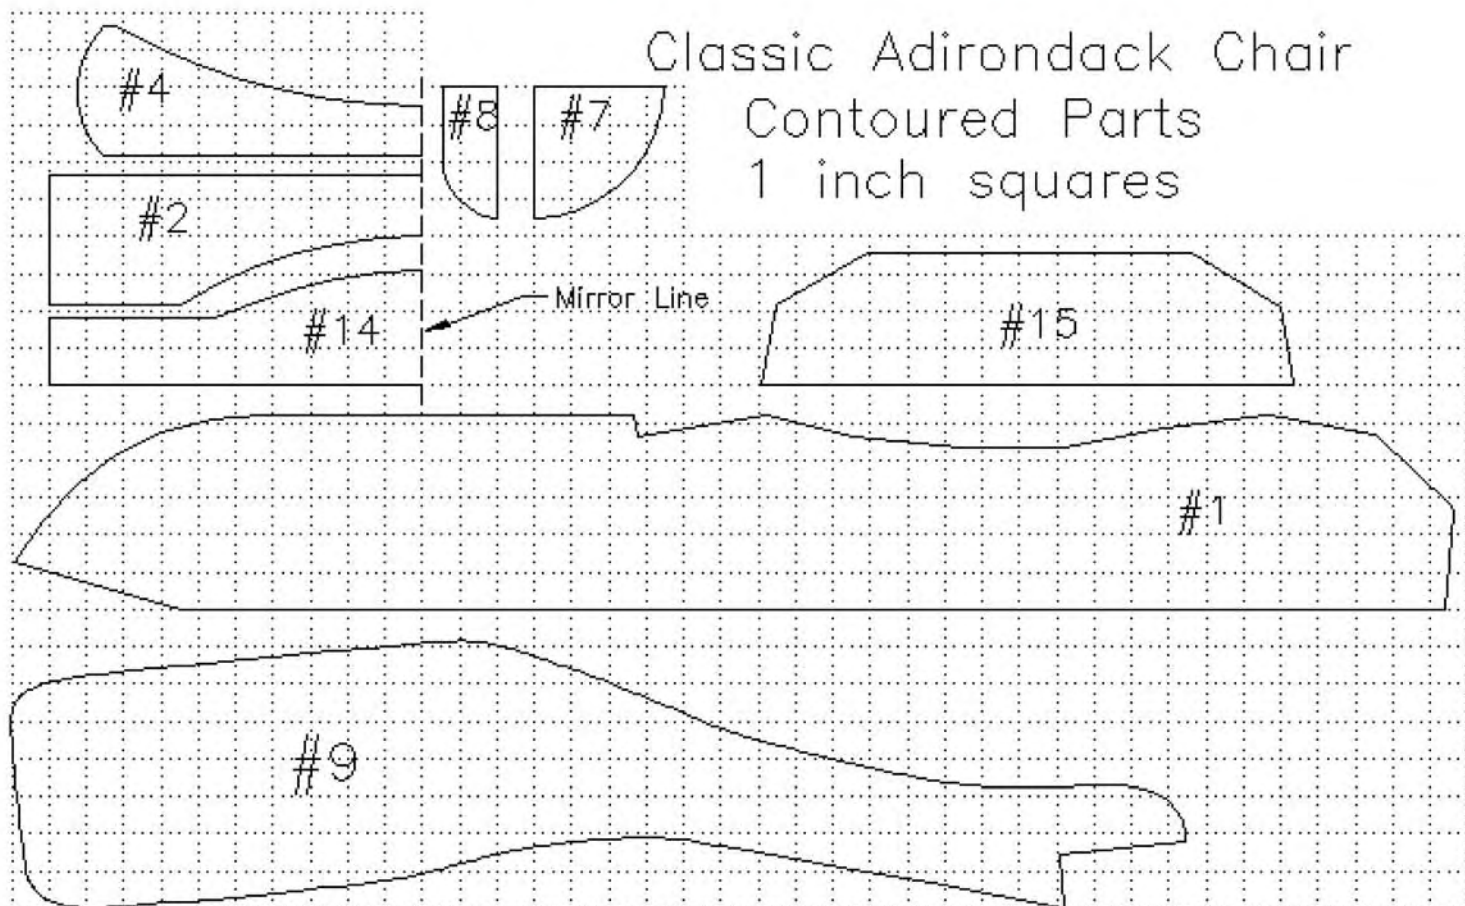 Classic Adirondack Chair
Contoured Parts
1 inch squares
#4
#8
#7
#2
Mirror Line
#14
#15
#1
#9